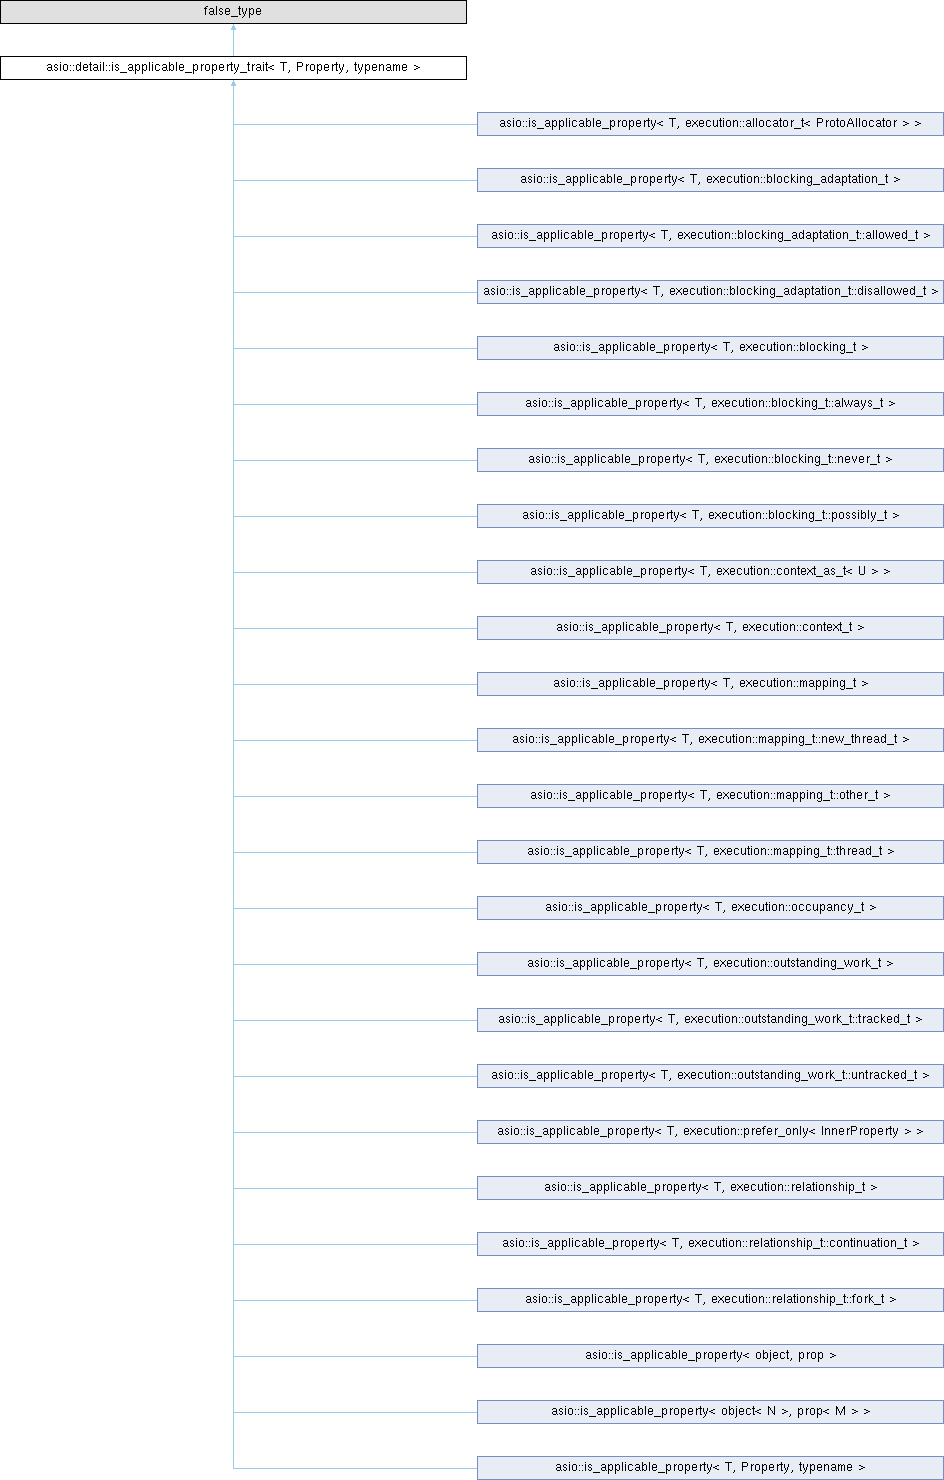 false_type
asio::detail::is_applicable_property_trait< T, Property, typename >
asio::is_applicable_property< T, execution::allocator_t< ProtoAllocator > >
asio::is_applicable_property< T, execution::blocking_adaptation_t >
asio::is_applicable_property< T, execution::blocking_adaptation_t::allowed_t >
asio::is_applicable_property< T, execution::blocking_adaptation_t::disallowed_t >
asio::is_applicable_property< T, execution::blocking_t >
asio::is_applicable_property< T, execution::blocking_t::always_t >
asio::is_applicable_property< T, execution::blocking_t::never_t >
asio::is_applicable_property< T, execution::blocking_t::possibly_t >
asio::is_applicable_property< T, execution::context_as_t< U > >
asio::is_applicable_property< T, execution::context_t >
asio::is_applicable_property< T, execution::mapping_t >
asio::is_applicable_property< T, execution::mapping_t::new_thread_t >
asio::is_applicable_property< T, execution::mapping_t::other_t >
asio::is_applicable_property< T, execution::mapping_t::thread_t >
asio::is_applicable_property< T, execution::occupancy_t >
asio::is_applicable_property< T, execution::outstanding_work_t >
asio::is_applicable_property< T, execution::outstanding_work_t::tracked_t >
asio::is_applicable_property< T, execution::outstanding_work_t::untracked_t >
asio::is_applicable_property< T, execution::prefer_only< InnerProperty > >
asio::is_applicable_property< T, execution::relationship_t >
asio::is_applicable_property< T, execution::relationship_t::continuation_t >
asio::is_applicable_property< T, execution::relationship_t::fork_t >
asio::is_applicable_property< object, prop >
asio::is_applicable_property< object< N >, prop< M > >
asio::is_applicable_property< T, Property, typename >